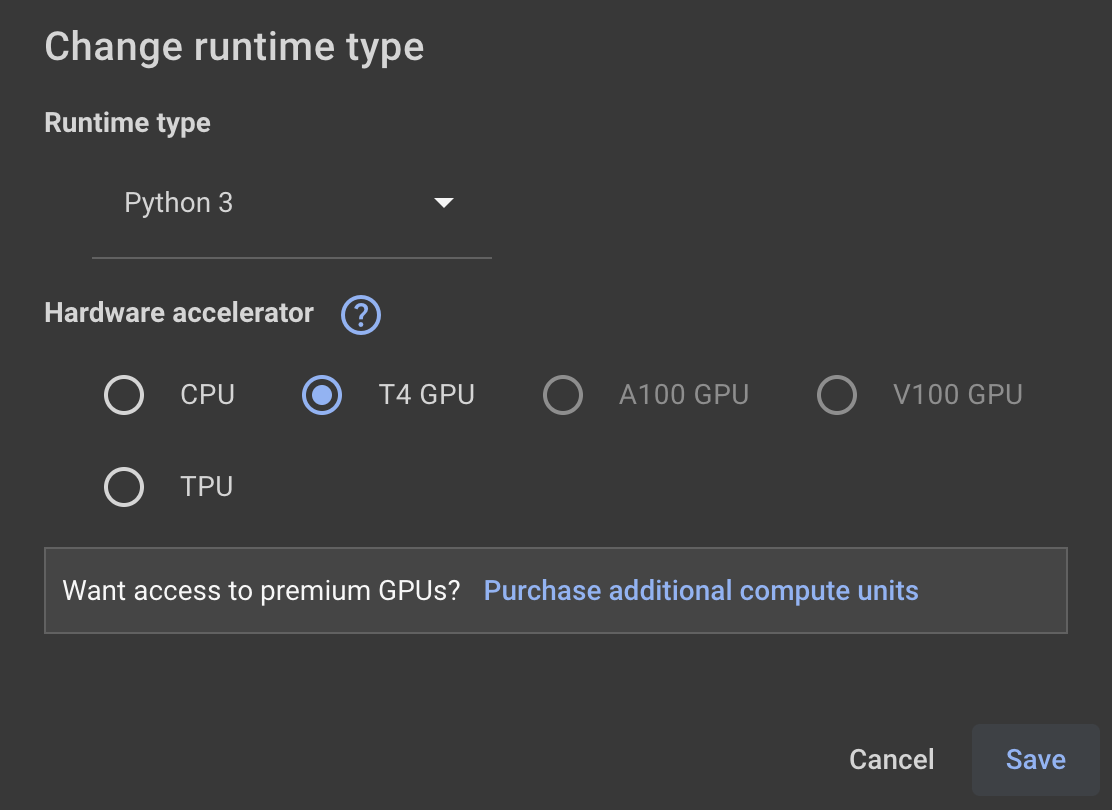 Change runtime type
Runtime type
Python 3
Hardware accelerator ?
CPU T4 GPU A100 GPU V100 GPU
TPU
Want access to premium GPUs? Purchase additional compute units
Cancel Save